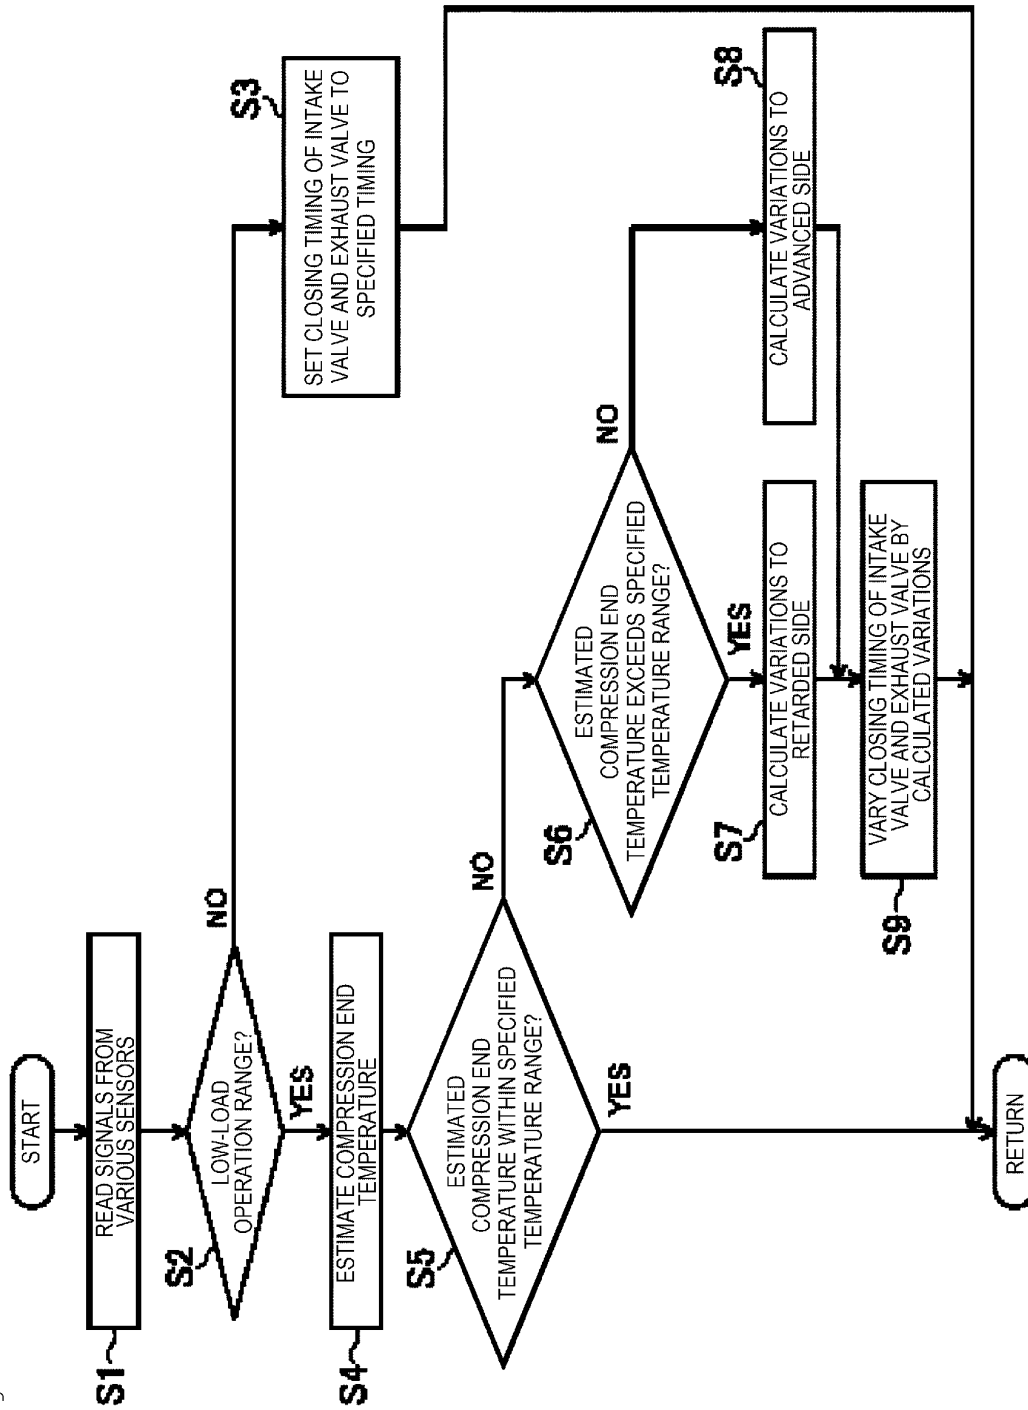 START
S1
READ SIGNALS FROM
VARIOUS SENSORS
S2
LOW-LOAD
OPERATION RANGE?
NO
YES
S3
SET CLOSING TIMING OF INTAKE
VALVE AND EXHAUST VALVE TO
SPECIFIED TIMING
S4
ESTIMATE COMPRESSION END
TEMPERATURE
S5
ESTIMATED
COMPRESSION END
TEMPERATURE WITHIN SPECIFIED
TEMPERATURE RANGE?
NO
YES
S6
ESTIMATED
COMPRESSION END
TEMPERATURE EXCEEDS SPECIFIED
TEMPERATURE RANGE?
NO
YES
S7
CALCULATE VARIATIONS TO
RETARDED SIDE
S8
CALCULATE VARIATIONS TO
ADVANCED SIDE
S9
VARY CLOSING TIMING OF INTAKE
VALVE AND EXHAUST VALVE BY
CALCULATED VARIATIONS
RETURN